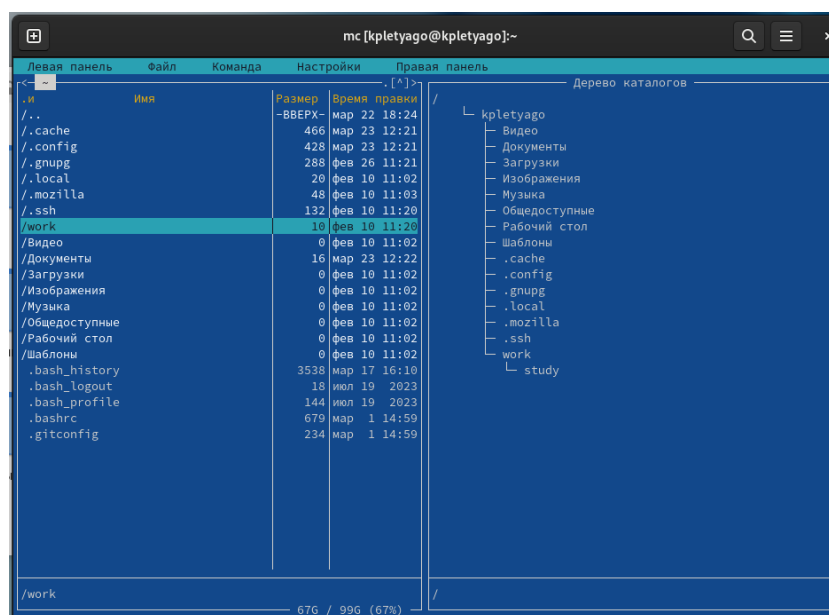 mc [kpletyago@kpletyago]:~
Левая панель Файл Команда Настройки Правая панель
<─ ~ .[^]>
.и Имя Размер Время правки
/.. -ВВЕРХ- мар 22 18:24
/.cache 466 мар 23 12:21
/.config 428 мар 23 12:21
/.gnupg 288 фев 26 11:21
/.local 20 фев 10 11:02
/.mozilla 48 фев 10 11:03
/.ssh 132 фев 10 11:20
/work 10 фев 10 11:20
/Видео 0 фев 10 11:02
/Документы 16 мар 23 12:22
/Загрузки 0 фев 10 11:02
/Изображения 0 фев 10 11:02
/Музыка 0 фев 10 11:02
/Общедоступные 0 фев 10 11:02
/Рабочий стол 0 фев 10 11:02
/Шаблоны 0 фев 10 11:02
.bash_history 3538 мар 17 16:10
.bash_logout 18 июл 19 2023
.bash_profile 144 июл 19 2023
.bashrc 679 мар 1 14:59
.gitconfig 234 мар 1 14:59
/work
67G / 99G (67%)
Дерево каталогов
/
kpletyago
Видео
Документы
Загрузки
Изображения
Музыка
Общедоступные
Рабочий стол
Шаблоны
.cache
.config
.gnupg
.local
.mozilla
.ssh
work
study
/